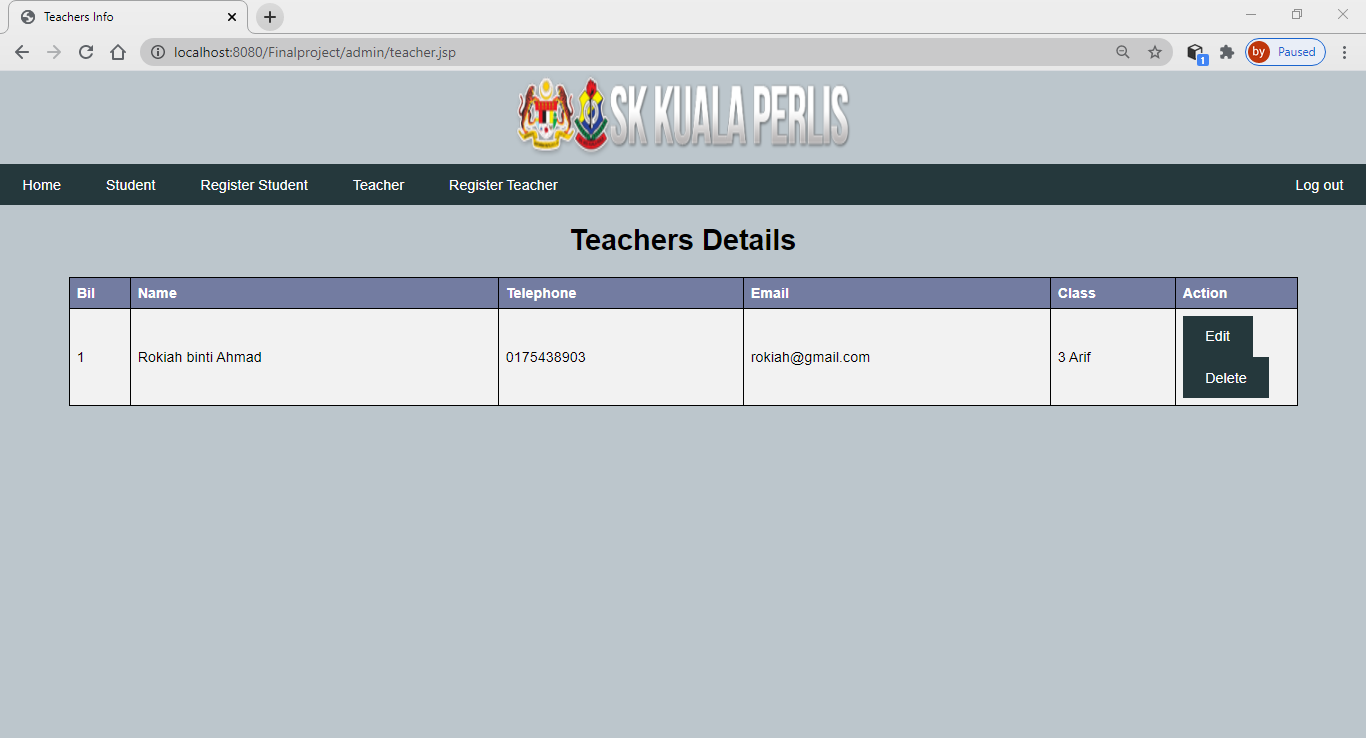 Teachers Info
localhost:8080/Finalproject/admin/teacher.jsp
1
by Paused
SK KUALA PERLIS
Home Student Register Student Teacher Register Teacher Log out
Teachers Details
Bil Name Telephone Email Class Action
1 Rokiah binti Ahmad 0175438903 rokiah@gmail.com 3 Arif Edit
Delete